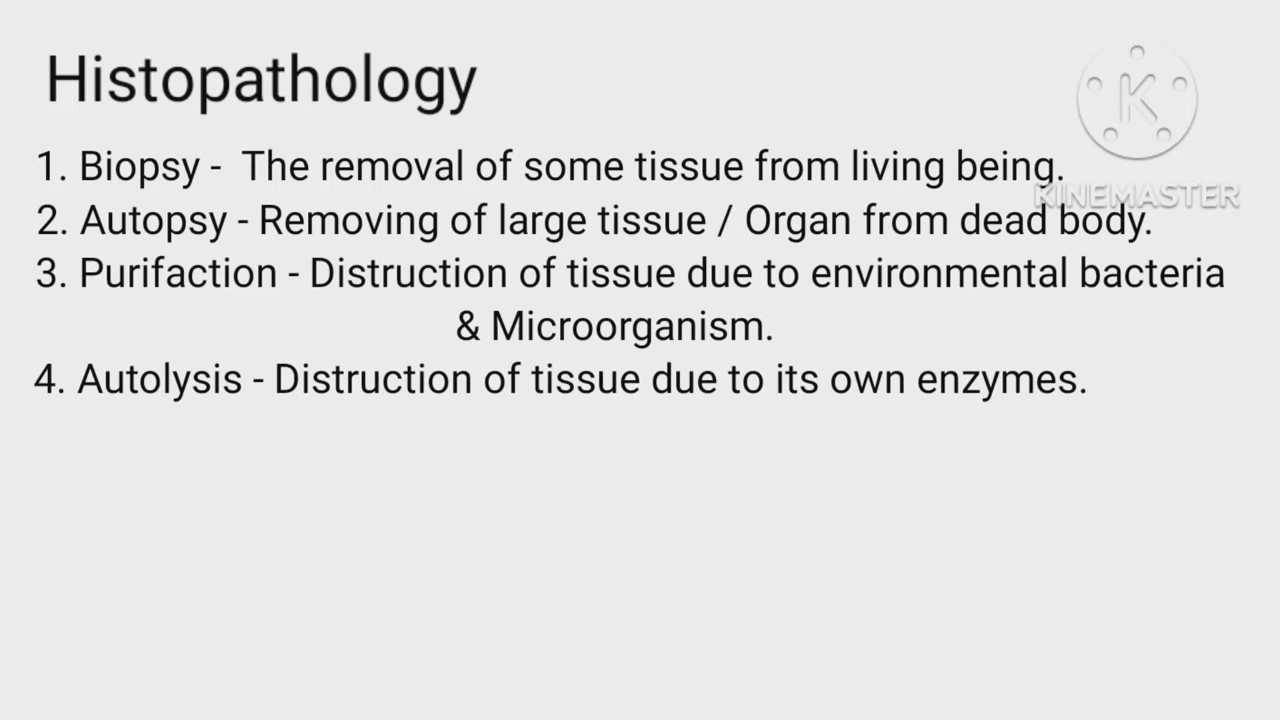 Histopathology
K
KINEMASTER
1. Biopsy - The removal of some tissue from living being.
2. Autopsy - Removing of large tissue / Organ from dead body.
3. Purifaction - Distruction of tissue due to environmental bacteria
& Microorganism.
4. Autolysis - Distruction of tissue due to its own enzymes.